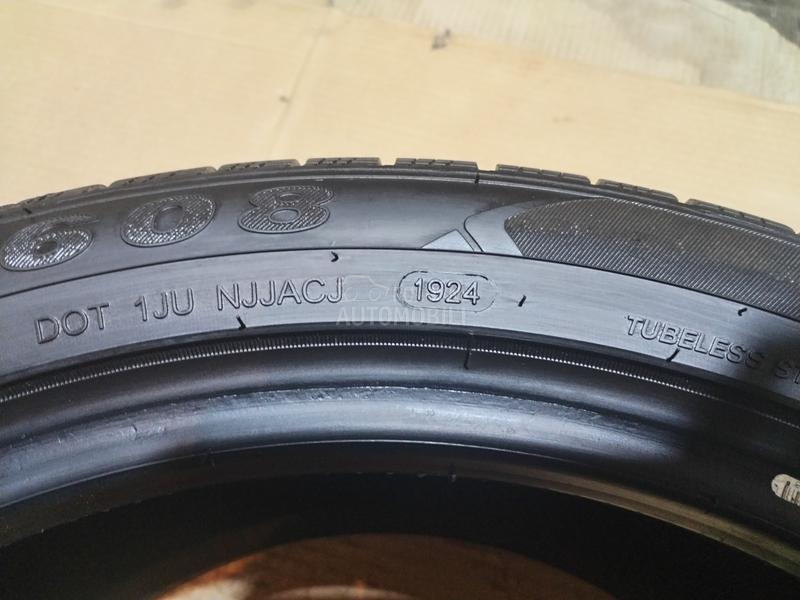 608
DOT 1JU NJJACJ 1924
AUTOMOBILI
TUBELESS